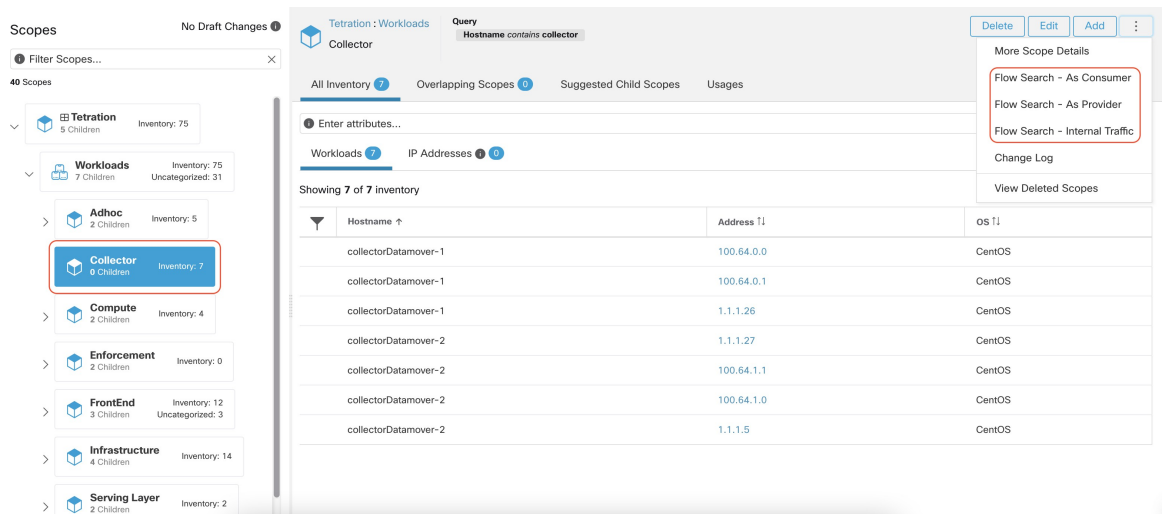 Scopes
No Draft Changes
Filter Scopes...
40 Scopes
Tetration
5 Children
Inventory: 75
Workloads
7 Children
Inventory: 75
Uncategorized: 31
Adhoc
2 Children
Inventory: 5
Collector
0 Children
Inventory: 7
Compute
2 Children
Inventory: 4
Enforcement
2 Children
Inventory: 0
FrontEnd
3 Children
Inventory: 12
Uncategorized: 3
Infrastructure
4 Children
Inventory: 14
Serving Layer
2 Children
Inventory: 2
Tetration : Workloads
Collector
Query
Hostname contains collector
Delete Edit Add
More Scope Details
Flow Search - As Consumer
Flow Search - As Provider
Flow Search - Internal Traffic
Change Log
View Deleted Scopes
All Inventory 7 Overlapping Scopes 0 Suggested Child Scopes Usages
Enter attributes...
Workloads 7 IP Addresses 0
Showing 7 of 7 inventory
Hostname ↑ Address ↑↓ OS ↑↓
collectorDatamover-1 100.64.0.0 CentOS
collectorDatamover-1 100.64.0.1 CentOS
collectorDatamover-1 1.1.1.26 CentOS
collectorDatamover-2 1.1.1.27 CentOS
collectorDatamover-2 100.64.1.1 CentOS
collectorDatamover-2 100.64.1.0 CentOS
collectorDatamover-2 1.1.1.5 CentOS